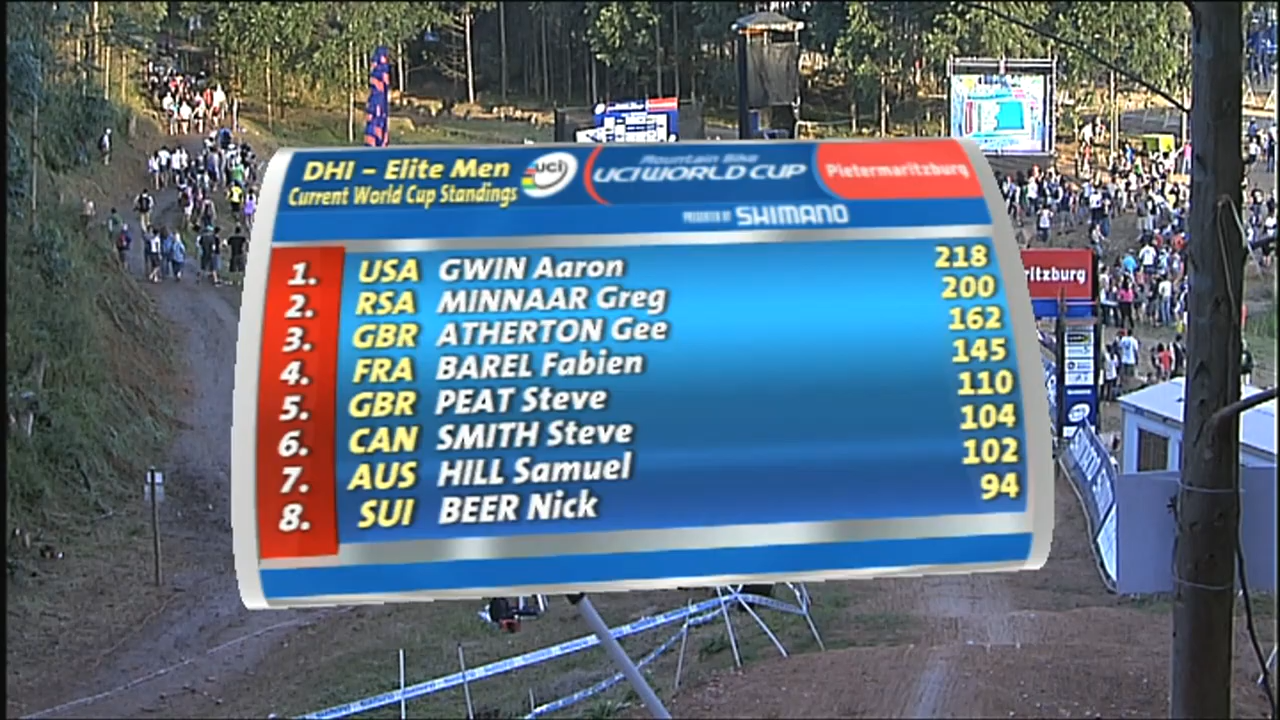 DHI - Elite Men
Current World Cup Standings
uci
Mountain Bike
UCI WORLD CUP
Pietermaritzburg
PRESENTED BY SHIMANO
1. USA GWIN Aaron 218
2. RSA MINNAAR Greg 200
3. GBR ATHERTON Gee 162
4. FRA BAREL Fabien 145
5. GBR PEAT Steve 110
6. CAN SMITH Steve 104
7. AUS HILL Samuel 102
8. SUI BEER Nick 94
ritzburg